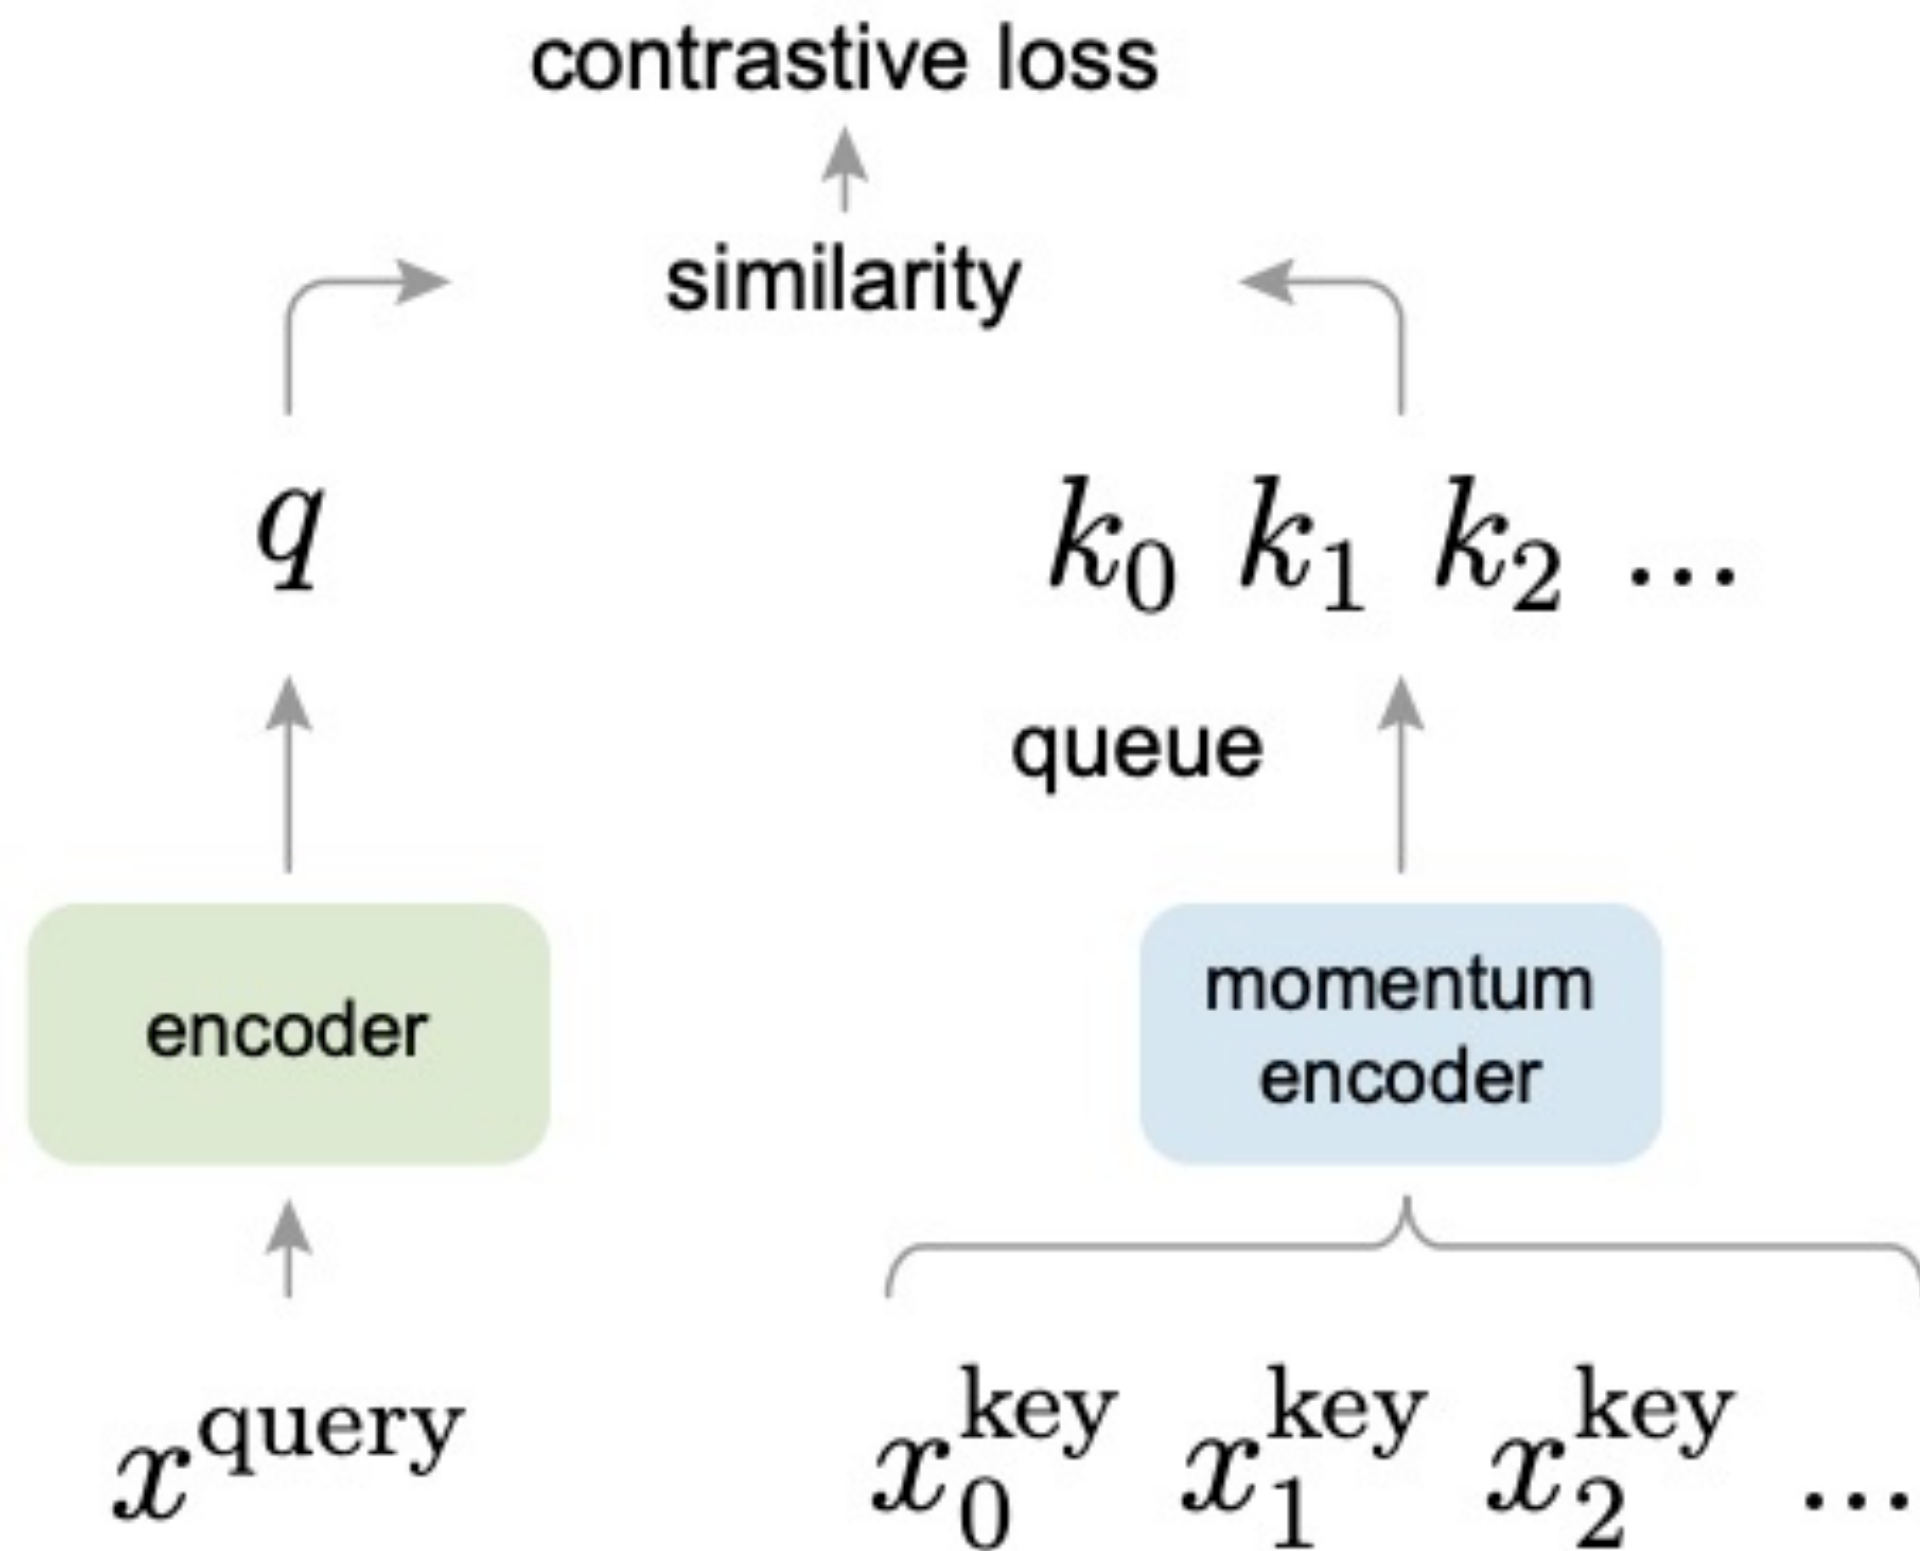 contrastive loss
similarity
q
k₀ k₁ k₂ ...
queue
encoder
momentum
encoder
x^query
x₀^key x₁^key x₂^key ...